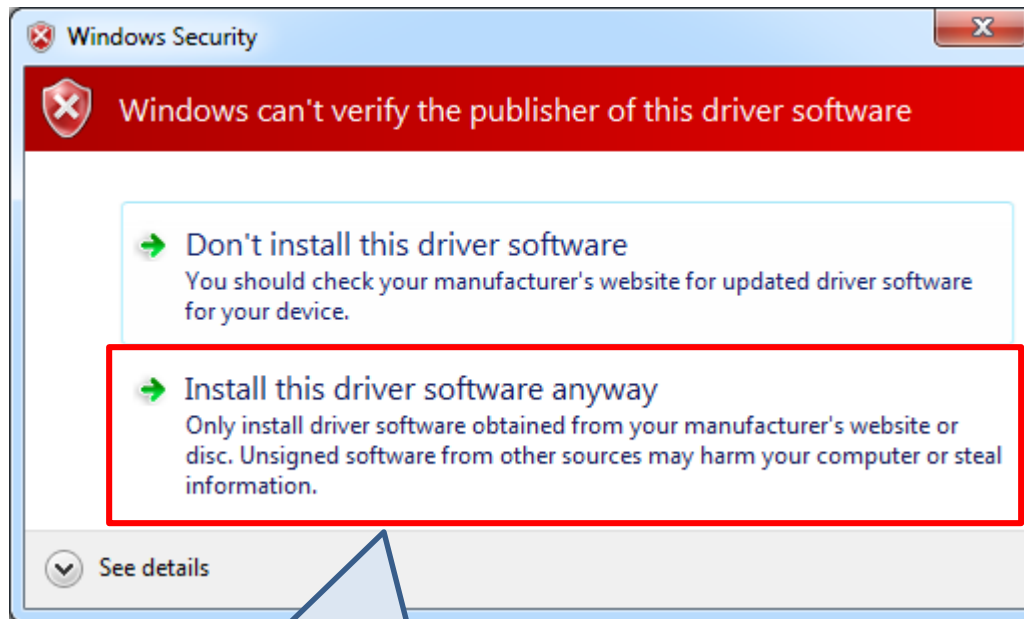 Windows Security
Windows can't verify the publisher of this driver software
Don't install this driver software
You should check your manufacturer's website for updated driver software
for your device.
Install this driver software anyway
Only install driver software obtained from your manufacturer's website or
disc. Unsigned software from other sources may harm your computer or steal
information.
See details